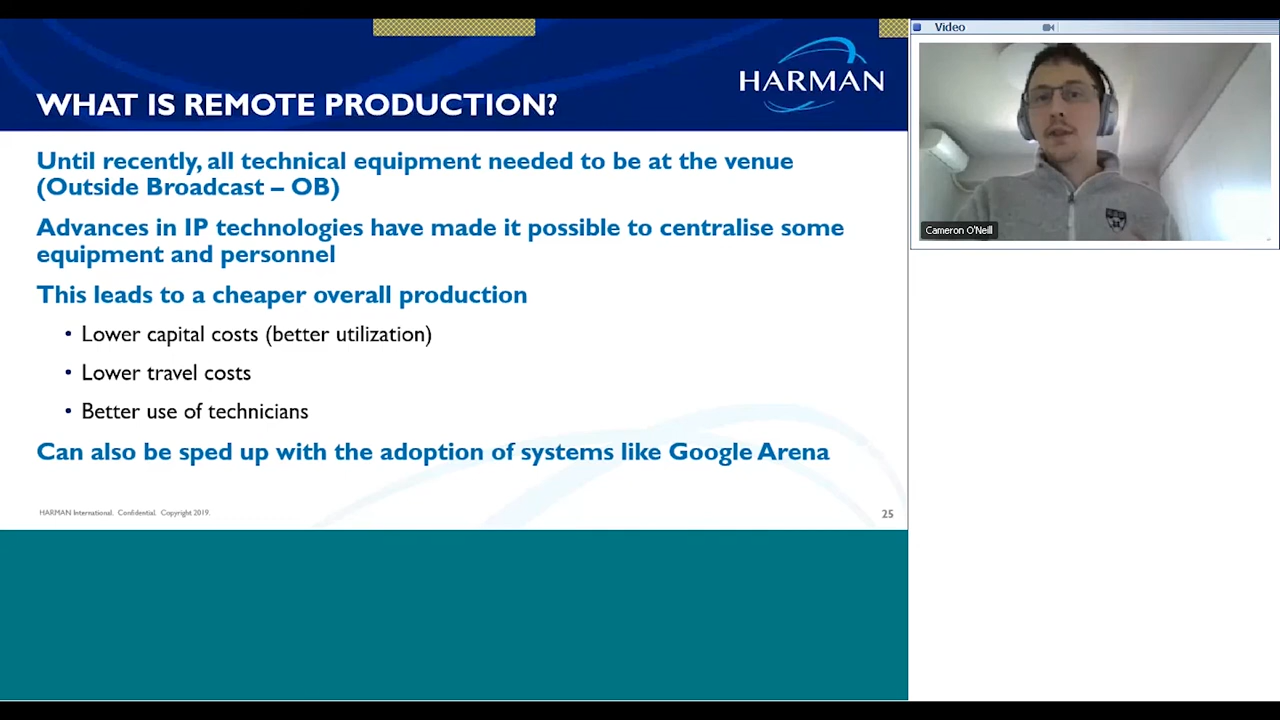 Video
HARMAN
WHAT IS REMOTE PRODUCTION?
Until recently, all technical equipment needed to be at the venue
(Outside Broadcast – OB)
Advances in IP technologies have made it possible to centralise some
equipment and personnel
This leads to a cheaper overall production
• Lower capital costs (better utilization)
• Lower travel costs
• Better use of technicians
Can also be sped up with the adoption of systems like Google Arena
HARMAN International. Confidential. Copyright 2019.
25
Cameron O'Neill